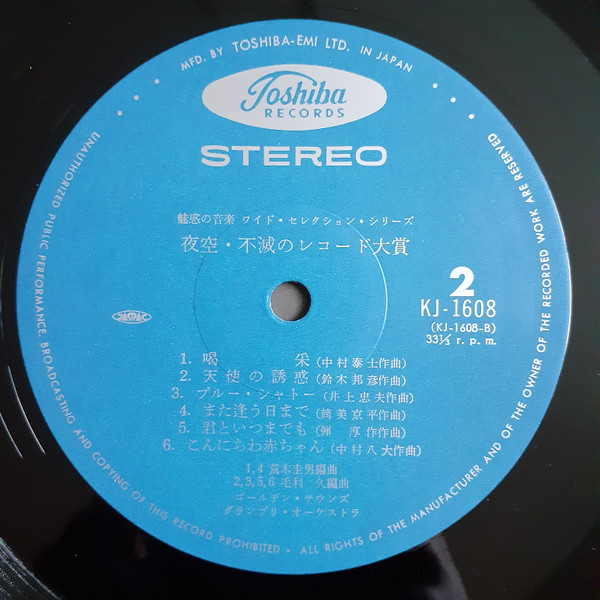 MFD. BY TOSHIBA-EMI LTD. IN JAPAN
Toshiba
RECORDS
STEREO
魅惑の音楽 ワイド・セレクション・シリーズ
夜空・不滅のレコード大賞
2
KJ-1608
(KJ-1608-B)
33 1/3 r. p. m.
JASRAC
1. 喝采 (中村泰士作曲)
2. 天使の誘惑 (鈴木邦彦作曲)
3. ブルー・シャトー (井上忠夫作曲)
4. また逢う日まで (筒美京平作曲)
5. 君といつまでも (弾厚作作曲)
6. こんにちわ赤ちゃん (中村八大作曲)
1,4 荒木圭男編曲
2,3,5,6 毛利 久編曲
ゴールデン・サウンズ
グランプリ・オーケストラ
UNAUTHORIZED PUBLIC PERFORMANCE, BROADCASTING AND COPYING OF THIS RECORD PROHIBITED • ALL RIGHTS OF THE MANUFACTURER AND OF THE OWNER OF THE RECORDED WORK ARE RESERVED